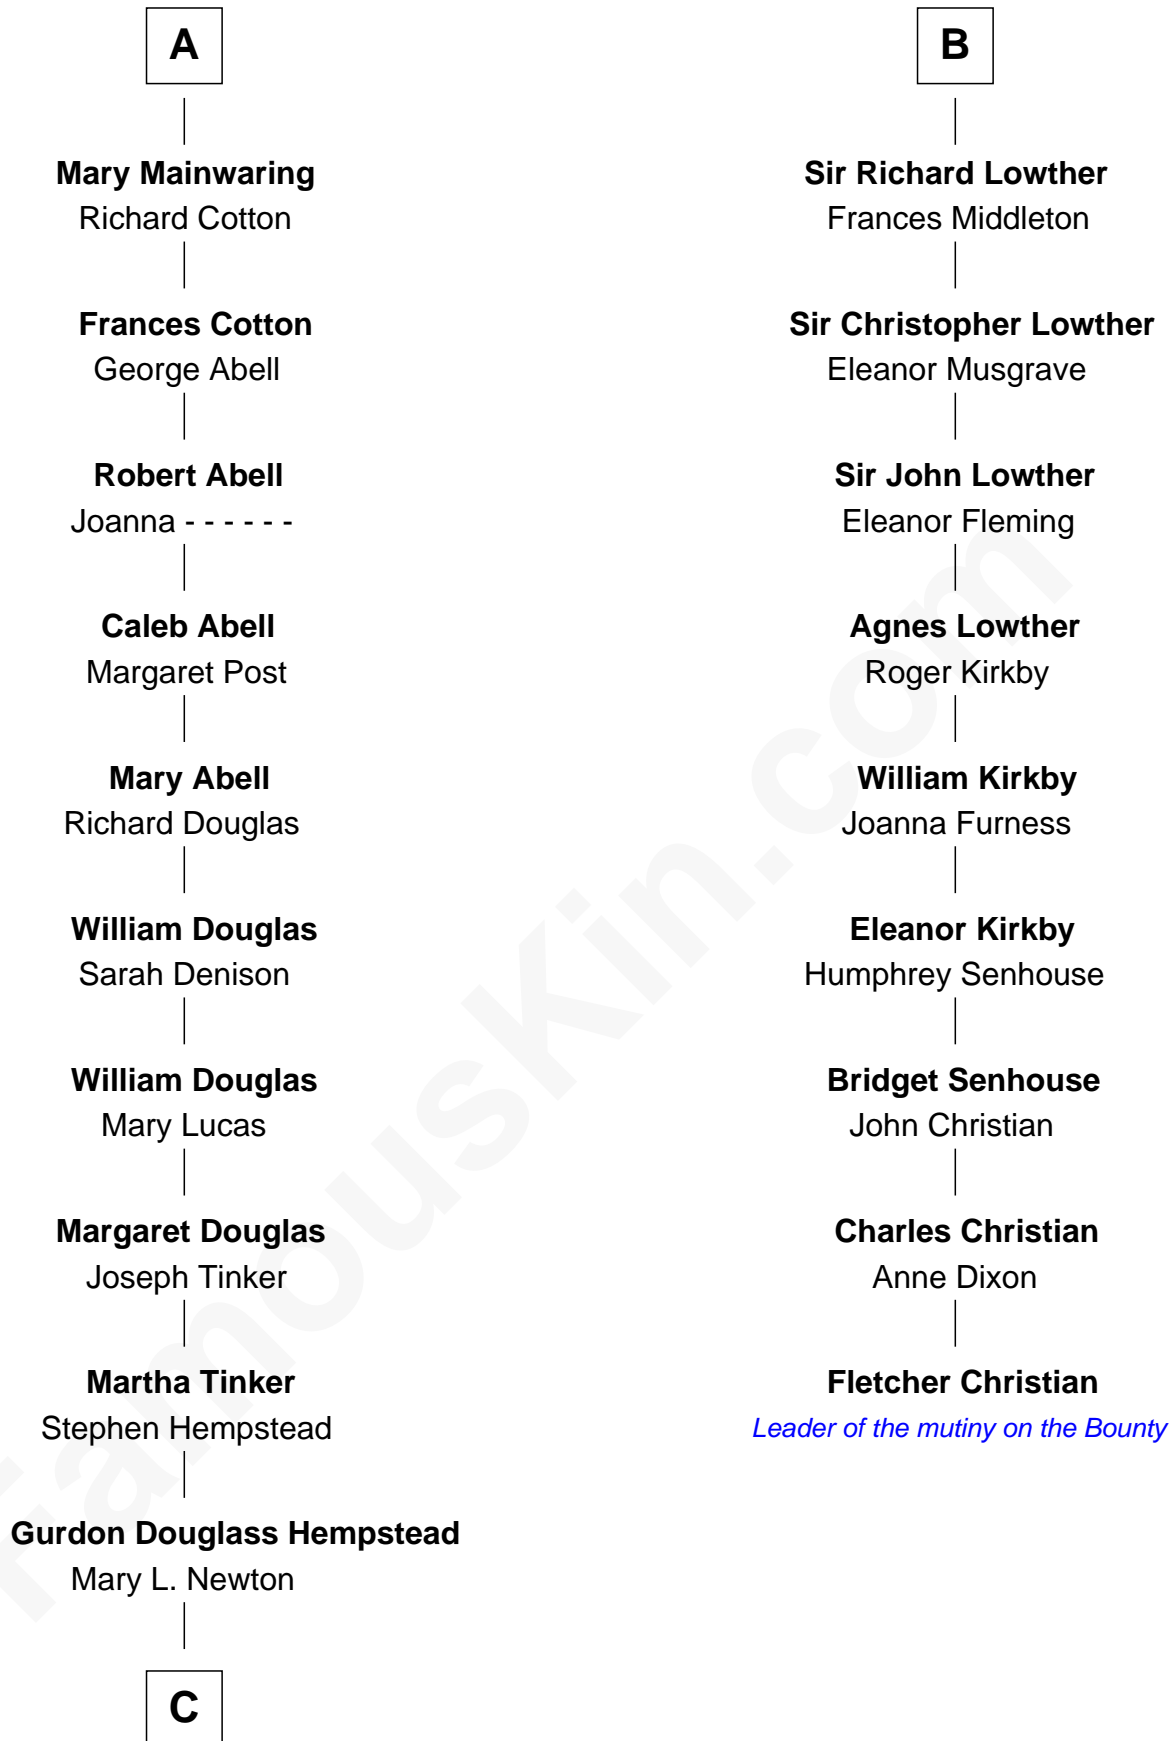 A
Mary Mainwaring
Richard Cotton
Frances Cotton
George Abell
Robert Abell
Joanna - - - - - -
Caleb Abell
Margaret Post
Mary Abell
Richard Douglas
William Douglas
Sarah Denison
William Douglas
Mary Lucas
Margaret Douglas
Joseph Tinker
Martha Tinker
Stephen Hempstead
Gurdon Douglass Hempstead
Mary L. Newton
C
B
Sir Richard Lowther
Frances Middleton
Sir Christopher Lowther
Eleanor Musgrave
Sir John Lowther
Eleanor Fleming
Agnes Lowther
Roger Kirkby
William Kirkby
Joanna Furness
Eleanor Kirkby
Humphrey Senhouse
Bridget Senhouse
John Christian
Charles Christian
Anne Dixon
Fletcher Christian
Leader of the mutiny on the Bounty
FamousKin.com